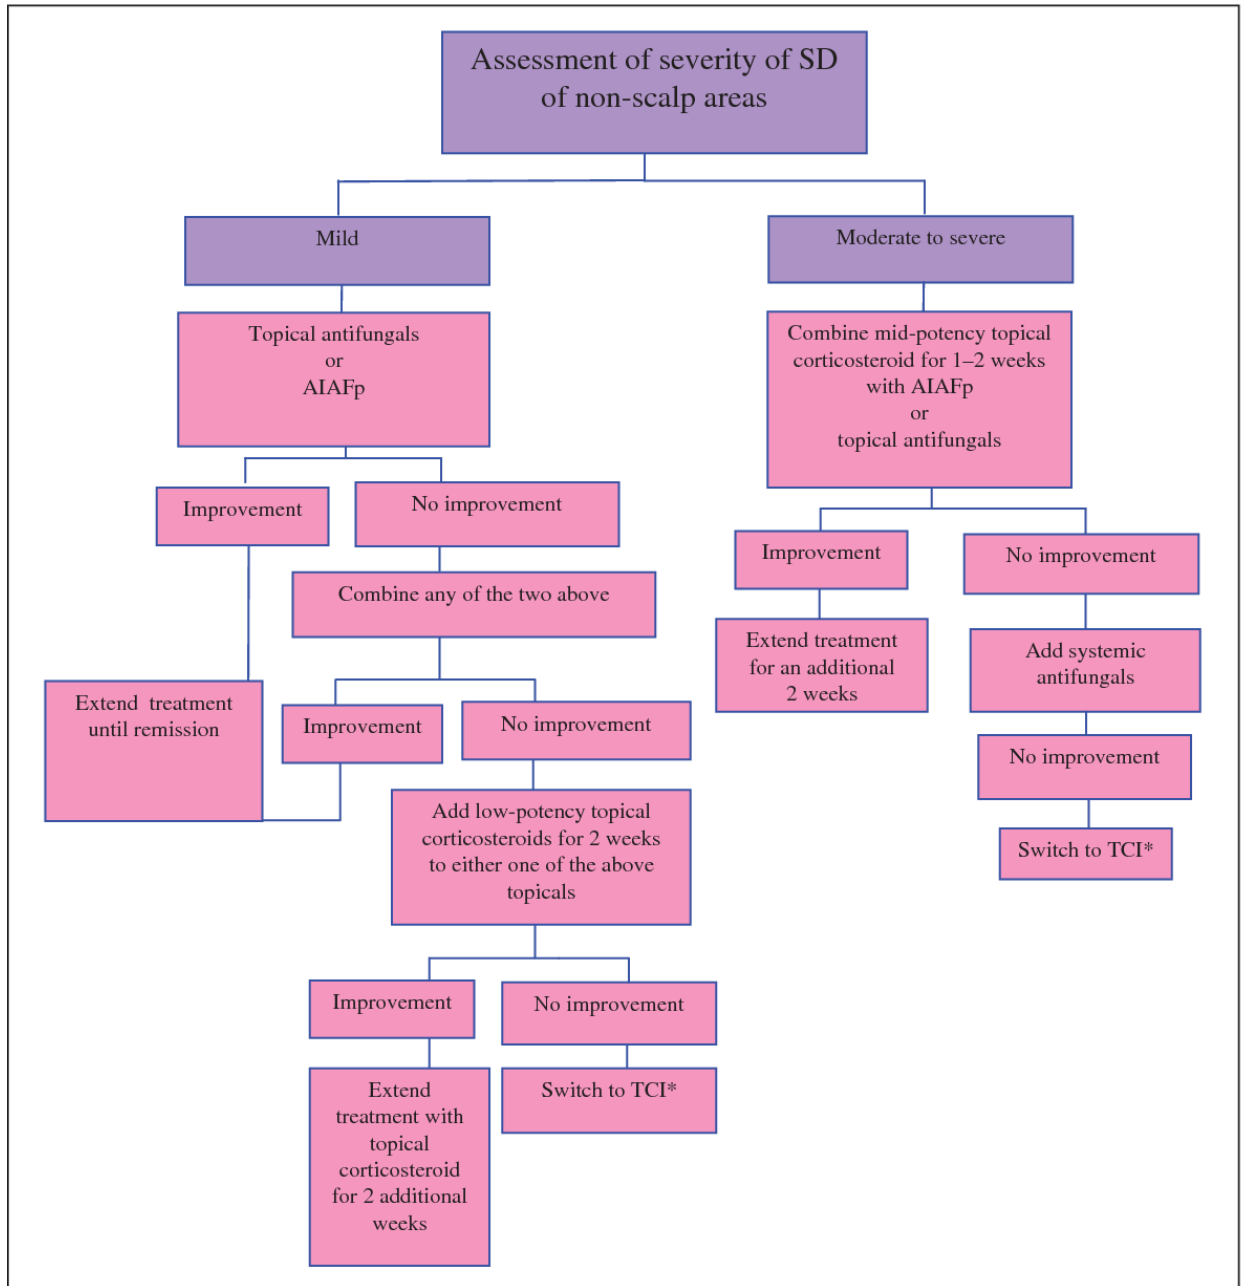 Assessment of severity of SD
of non-scalp areas
Mild
Moderate to severe
Topical antifungals
or
AIAFp
Combine mid-potency topical
corticosteroid for 1–2 weeks
with AIAFp
or
topical antifungals
Improvement
No improvement
Improvement
No improvement
Combine any of the two above
Extend treatment
for an additional
2 weeks
Add systemic
antifungals
Extend treatment
until remission
Improvement
No improvement
No improvement
Add low-potency topical
corticosteroids for 2 weeks
to either one of the above
topicals
Switch to TCI*
Improvement
No improvement
Extend
treatment with
topical
corticosteroid
for 2 additional
weeks
Switch to TCI*